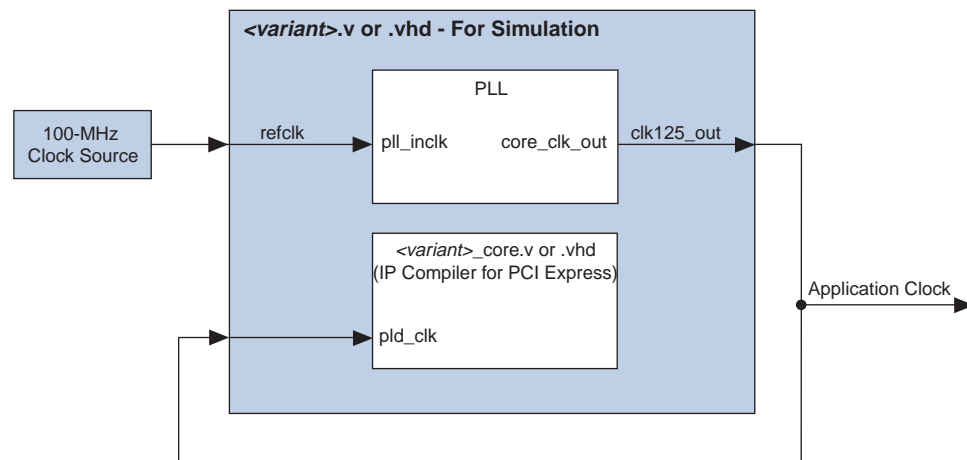 <variant>.v or .vhd - For Simulation
PLL
100-MHz
Clock Source
refclk
pll_inclk
core_clk_out
clk125_out
<variant>_core.v or .vhd
(IP Compiler for PCI Express)
Application Clock
pld_clk